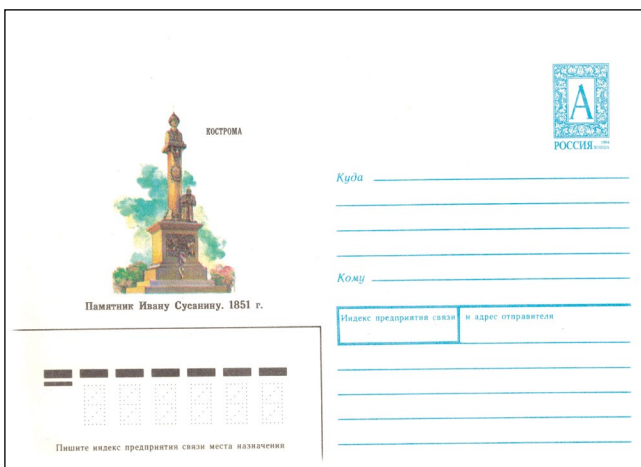 КОСТРОМА
Памятник Ивану Сусанину. 1851 г.
А
РОССИЯ 1994
Куда
Кому
Индекс предприятия связи и адрес отправителя
Пишите индекс предприятия связи места назначения